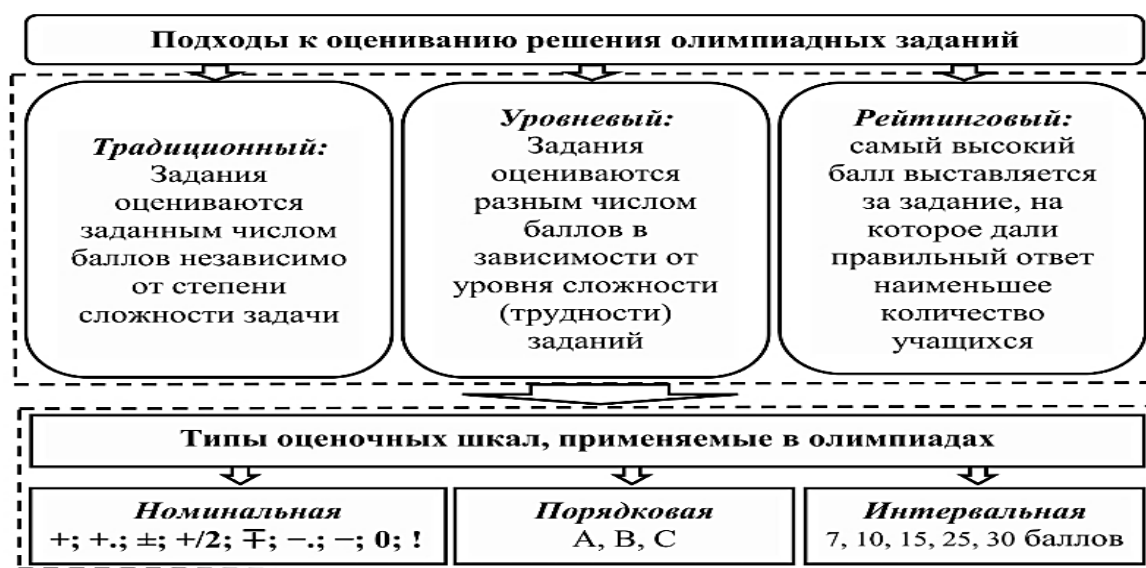 Подходы к оцениванию решения олимпиадных заданий
Традиционный:
Задания
оцениваются
заданным числом
баллов независимо
от степени
сложности задачи
Уровневый:
Задания
оцениваются
разным числом
баллов в
зависимости от
уровня сложности
(трудности)
заданий
Рейтинговый:
самый высокий
балл выставляется
за задание, на
которое дали
правильный ответ
наименьшее
количество
учащихся
Типы оценочных шкал, применяемые в олимпиадах
Номинальная
+; +.; ±; +/2; ∓; −.; −; 0; !
Порядковая
A, B, C
Интервальная
7, 10, 15, 25, 30 баллов